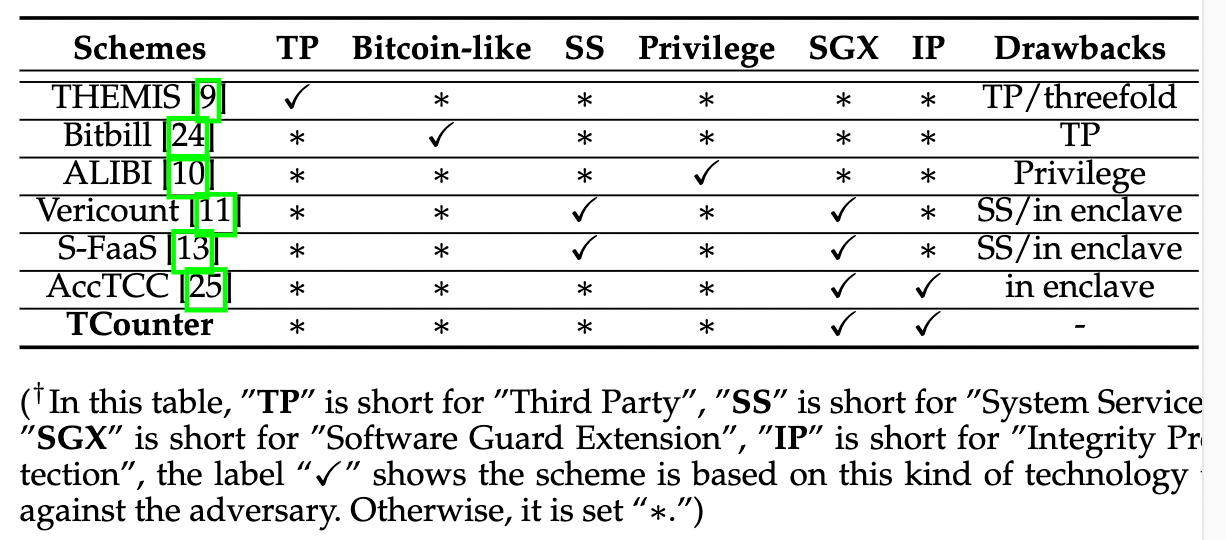 Schemes TP Bitcoin-like SS Privilege SGX IP Drawbacks
THEMIS [9] ✓ * * * * * TP/threefold
Bitbill [24] * ✓ * * * * TP
ALIBI [10] * * * ✓ * * Privilege
Vericount [11] * * ✓ * ✓ * SS/in enclave
S-FaaS [13] * * ✓ * ✓ * SS/in enclave
AccTCC [25] * * * * ✓ ✓ in enclave
TCounter * * * * ✓ ✓ -
(†In this table, ”TP” is short for ”Third Party”, ”SS” is short for ”System Service
”SGX” is short for ”Software Guard Extension”, ”IP” is short for ”Integrity Pr
tection”, the label “✓” shows the scheme is based on this kind of technology
against the adversary. Otherwise, it is set “*.”)